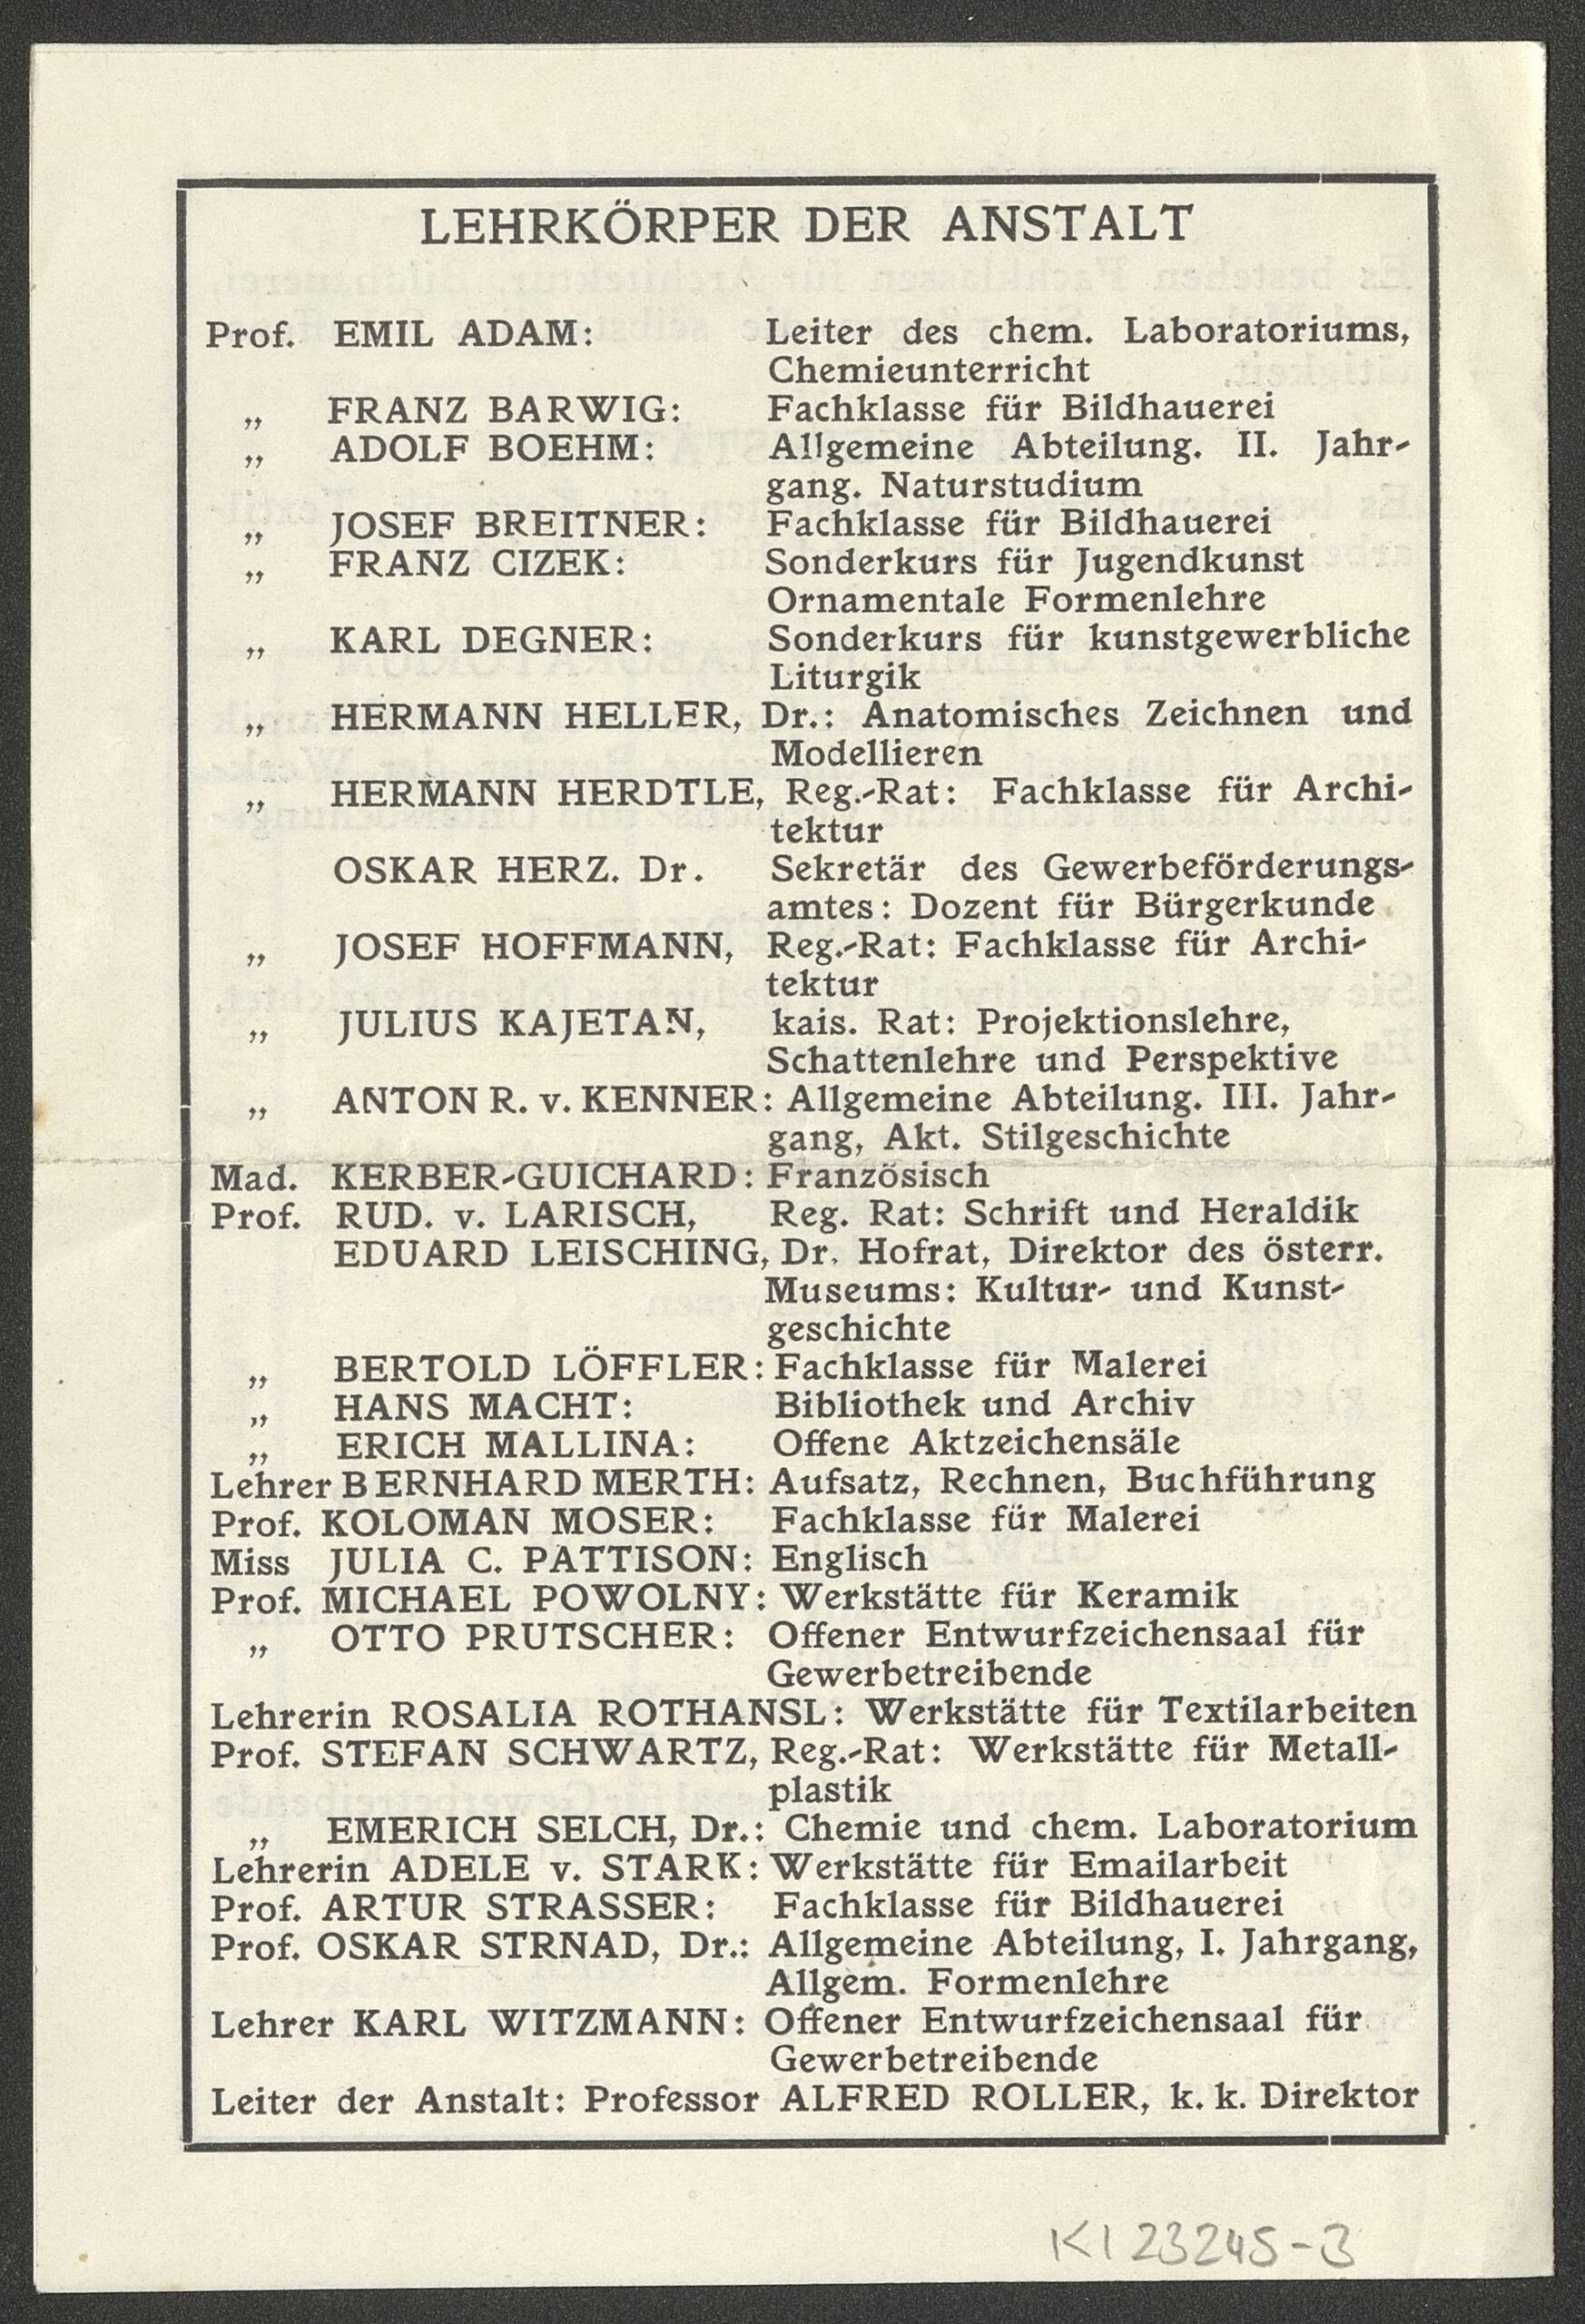 LEHRKÖRPER DER ANSTALT
Prof. EMIL ADAM: Leiter des chem. Laboratoriums,
Chemieunterricht
„ FRANZ BARWIG: Fachklasse für Bildhauerei
„ ADOLF BOEHM: Allgemeine Abteilung. II. Jahr-
gang. Naturstudium
„ JOSEF BREITNER: Fachklasse für Bildhauerei
„ FRANZ CIZEK: Sonderkurs für Jugendkunst
Ornamentale Formenlehre
„ KARL DEGNER: Sonderkurs für kunstgewerbliche
Liturgik
„ HERMANN HELLER, Dr.: Anatomisches Zeichnen und
Modellieren
„ HERMANN HERDTLE, Reg.-Rat: Fachklasse für Archi-
tektur
OSKAR HERZ. Dr. Sekretär des Gewerbeförderungs-
amtes: Dozent für Bürgerkunde
„ JOSEF HOFFMANN, Reg.-Rat: Fachklasse für Archi-
tektur
„ JULIUS KAJETAN, kais. Rat: Projektionslehre,
Schattenlehre und Perspektive
„ ANTON R. v. KENNER: Allgemeine Abteilung. III. Jahr-
gang, Akt. Stilgeschichte
Mad. KERBER-GUICHARD: Französisch
Prof. RUD. v. LARISCH, Reg. Rat: Schrift und Heraldik
EDUARD LEISCHING, Dr. Hofrat, Direktor des österr.
Museums: Kultur- und Kunst-
geschichte
„ BERTOLD LÖFFLER: Fachklasse für Malerei
„ HANS MACHT: Bibliothek und Archiv
„ ERICH MALLINA: Offene Aktzeichensäle
Lehrer BERNHARD MERTH: Aufsatz, Rechnen, Buchführung
Prof. KOLOMAN MOSER: Fachklasse für Malerei
Miss JULIA C. PATTISON: Englisch
Prof. MICHAEL POWOLNY: Werkstätte für Keramik
„ OTTO PRUTSCHER: Offener Entwurfzeichensaal für
Gewerbetreibende
Lehrerin ROSALIA ROTHANSL: Werkstätte für Textilarbeiten
Prof. STEFAN SCHWARTZ, Reg.-Rat: Werkstätte für Metall-
plastik
„ EMERICH SELCH, Dr.: Chemie und chem. Laboratorium
Lehrerin ADELE v. STARK: Werkstätte für Emailarbeit
Prof. ARTUR STRASSER: Fachklasse für Bildhauerei
Prof. OSKAR STRNAD, Dr.: Allgemeine Abteilung, I. Jahrgang,
Allgem. Formenlehre
Lehrer KARL WITZMANN: Offener Entwurfzeichensaal für
Gewerbetreibende
Leiter der Anstalt: Professor ALFRED ROLLER, k. k. Direktor
KI 23245-3